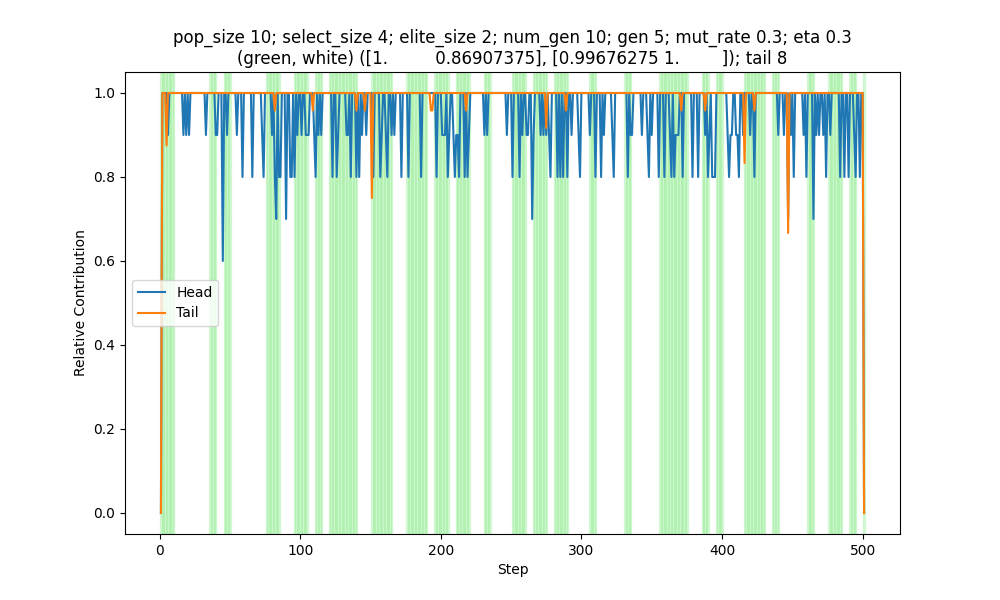 pop_size 10; select_size 4; elite_size 2; num_gen 10; gen 5; mut_rate 0.3; eta 0.3
(green, white) ([1.         0.86907375], [0.99676275 1.        ]); tail 8
1.0
0.8
0.6
0.4
0.2
0.0
Relative Contribution
Head
Tail
0 100 200 300 400 500
Step